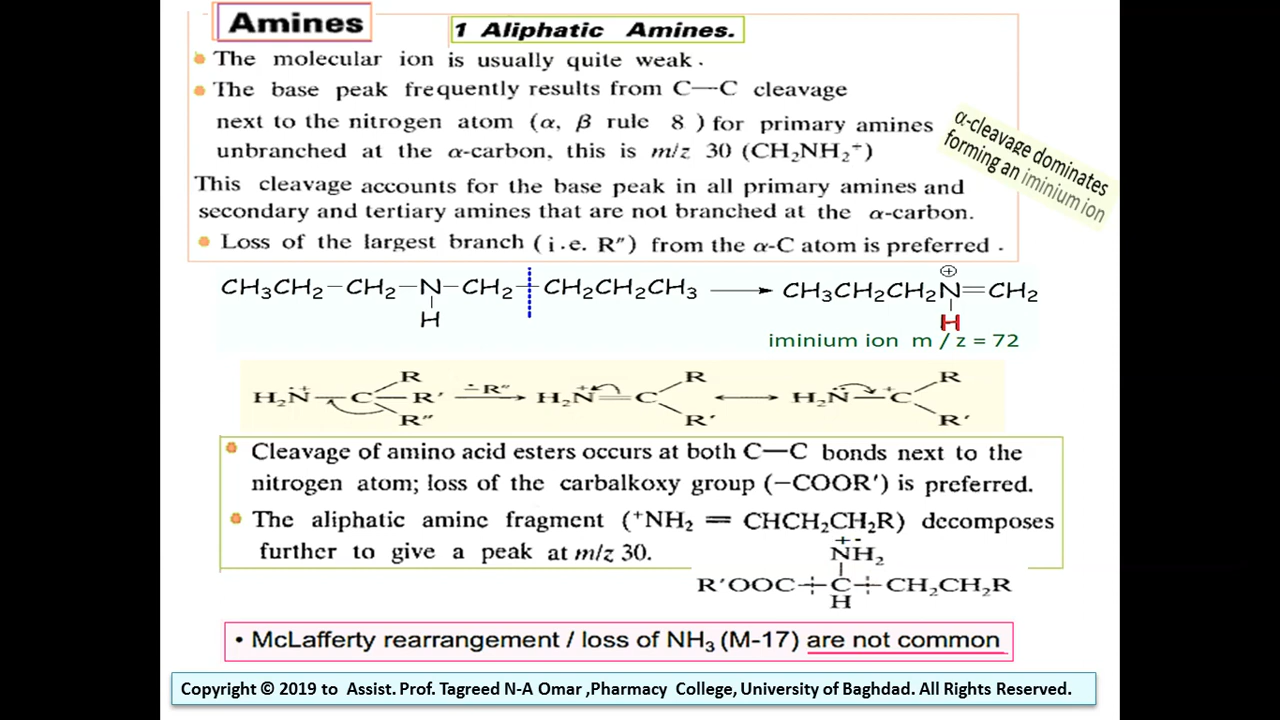 Amines
1 Aliphatic Amines.
The molecular ion is usually quite weak.
The base peak frequently results from C—C cleavage
next to the nitrogen atom (α, β rule 8 ) for primary amines
unbranched at the α-carbon, this is m/z 30 (CH₂NH₂⁺)
α-cleavage dominates
forming an iminium ion
This cleavage accounts for the base peak in all primary amines and
secondary and tertiary amines that are not branched at the α-carbon.
Loss of the largest branch (i.e. R″) from the α-C atom is preferred.
CH₃CH₂–CH₂–N–CH₂–CH₂CH₂CH₃ → CH₃CH₂CH₂N=CH₂
H
⊕
H
iminium ion m / z = 72
H₂N⁺·—C—R′ –·R″ → H₂N⁺=C ↔ H₂N̈—C⁺
R R R
R″ R′ R′
Cleavage of amino acid esters occurs at both C—C bonds next to the
nitrogen atom; loss of the carbalkoxy group (−COOR′) is preferred.
The aliphatic amine fragment (⁺NH₂ = CHCH₂CH₂R) decomposes
further to give a peak at m/z 30.
+·
NH₂
R′OOC–C–CH₂CH₂R
H
• McLafferty rearrangement / loss of NH₃ (M-17) are not common
Copyright © 2019 to Assist. Prof. Tagreed N-A Omar ,Pharmacy College, University of Baghdad. All Rights Reserved.